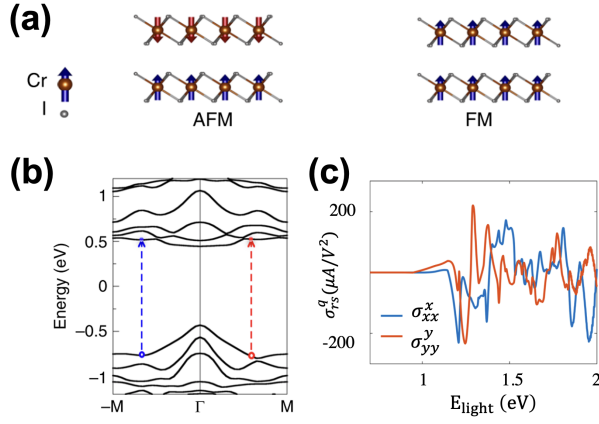 (a)
Cr
I
AFM
FM
(b)
Energy (eV)
1
0.5
0
−0.5
−1
−M
Γ
M
(c)
σ^q_rs (μA/V²)
200
-200
σ^x_xx
σ^y_yy
1
1.5
2
E_light (eV)